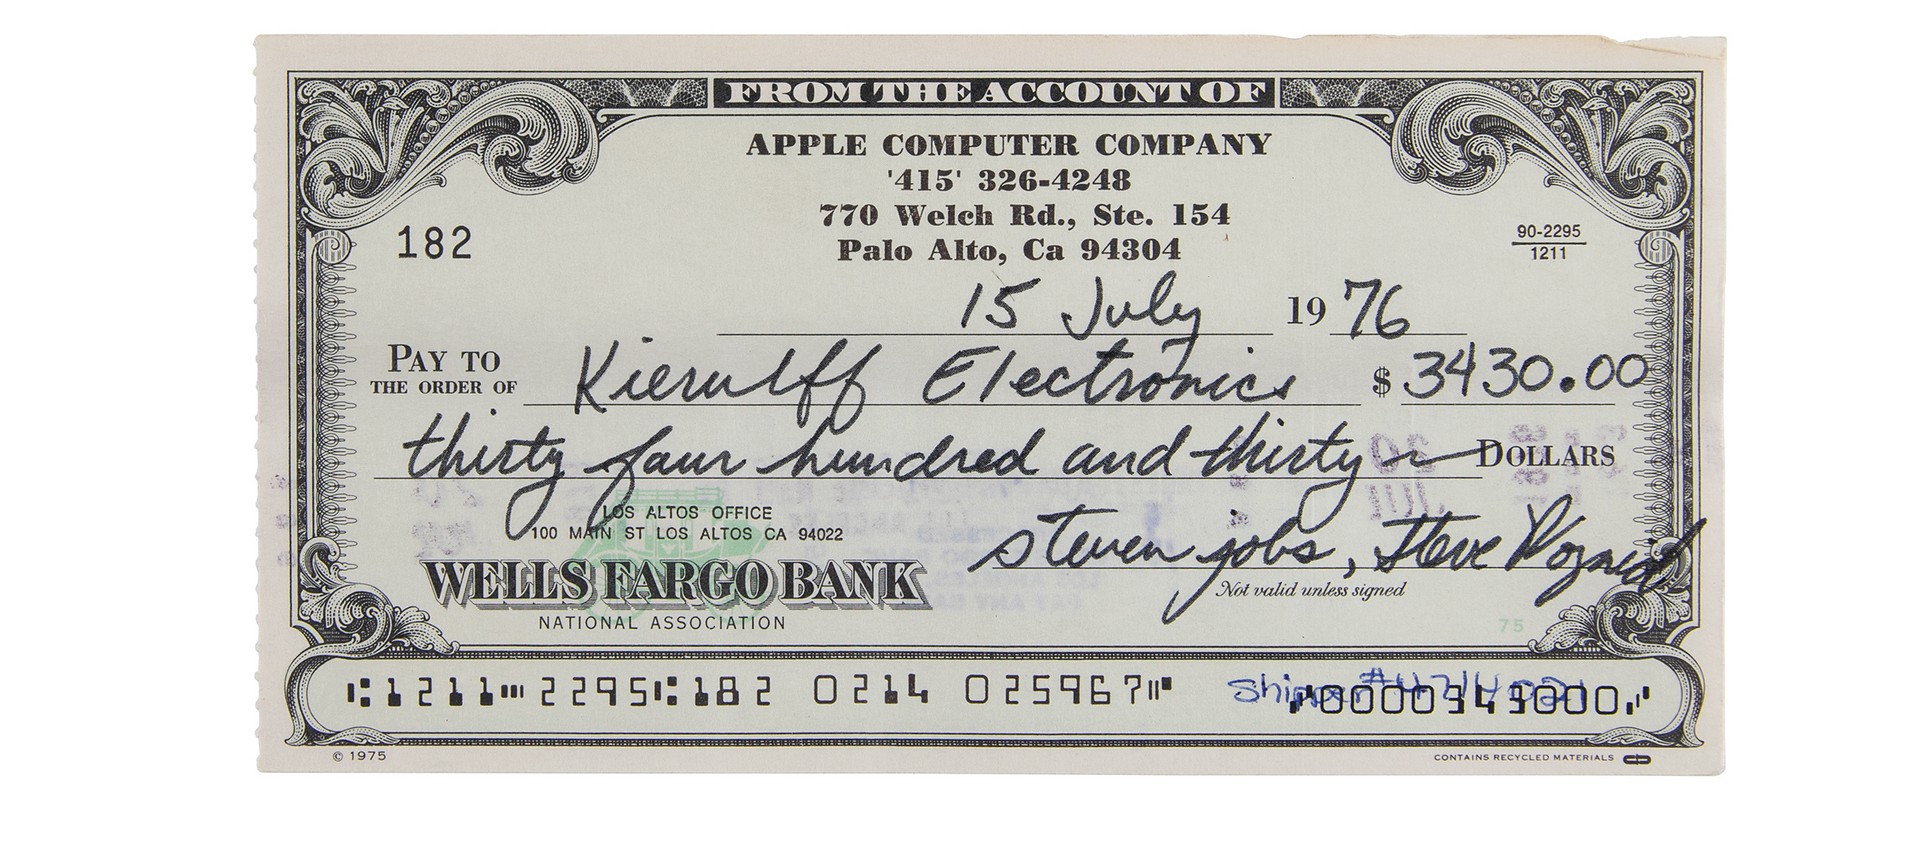 FROM THE ACCOUNT OF
APPLE COMPUTER COMPANY
'415' 326-4248
770 Welch Rd., Ste. 154
Palo Alto, Ca 94304
182
90-2295
1211
15 July 1976
PAY TO
THE ORDER OF Kierulff Electronics $ 3430.00
thirty four hundred and thirty DOLLARS
LOS ALTOS OFFICE
100 MAIN ST LOS ALTOS CA 94022
steven jobs, Steve Wozniak
WELLS FARGO BANK
Not valid unless signed
NATIONAL ASSOCIATION
75
⑆1211⑉2295⑆182 0214 025967⑈ ⑇0000343000⑇
© 1975
CONTAINS RECYCLED MATERIALS